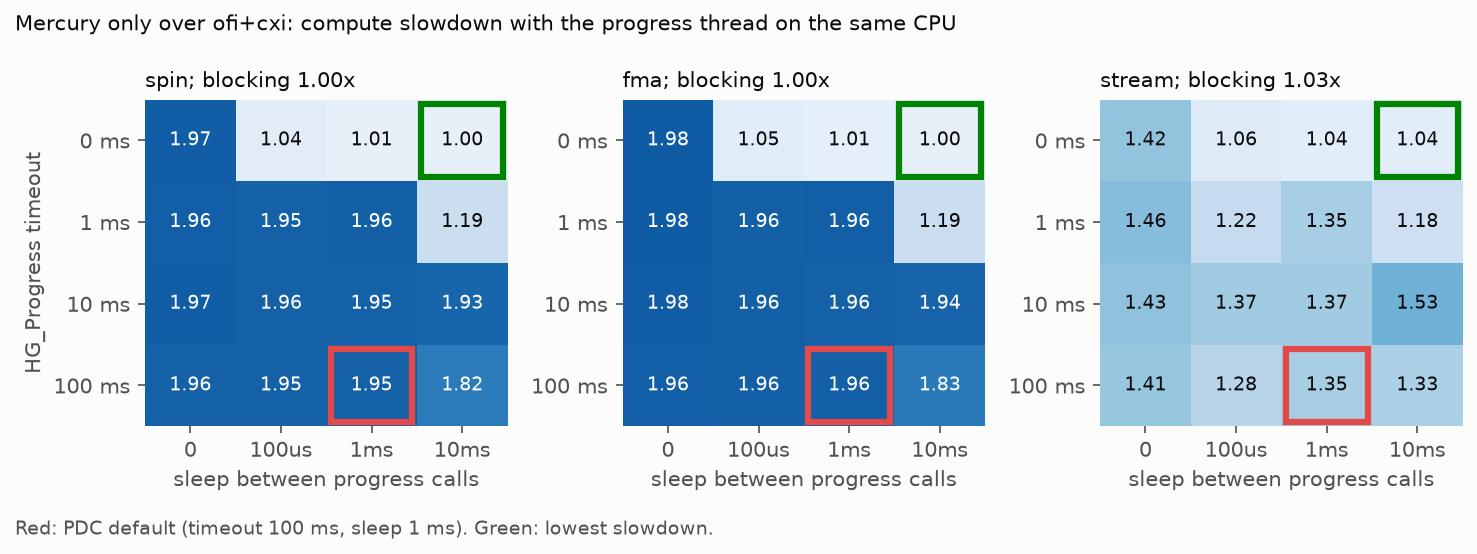 Mercury only over ofi+cxi: compute slowdown with the progress thread on the same CPU
spin; blocking 1.00x
HG_Progress timeout
0 ms 1.97 1.04 1.01 1.00
1 ms 1.96 1.95 1.96 1.19
10 ms 1.97 1.96 1.95 1.93
100 ms 1.96 1.95 1.95 1.82
0 100us 1ms 10ms
sleep between progress calls
fma; blocking 1.00x
0 ms 1.98 1.05 1.01 1.00
1 ms 1.98 1.96 1.96 1.19
10 ms 1.98 1.96 1.96 1.94
100 ms 1.96 1.96 1.96 1.83
0 100us 1ms 10ms
sleep between progress calls
stream; blocking 1.03x
0 ms 1.42 1.06 1.04 1.04
1 ms 1.46 1.22 1.35 1.18
10 ms 1.43 1.37 1.37 1.53
100 ms 1.41 1.28 1.35 1.33
0 100us 1ms 10ms
sleep between progress calls
Red: PDC default (timeout 100 ms, sleep 1 ms). Green: lowest slowdown.